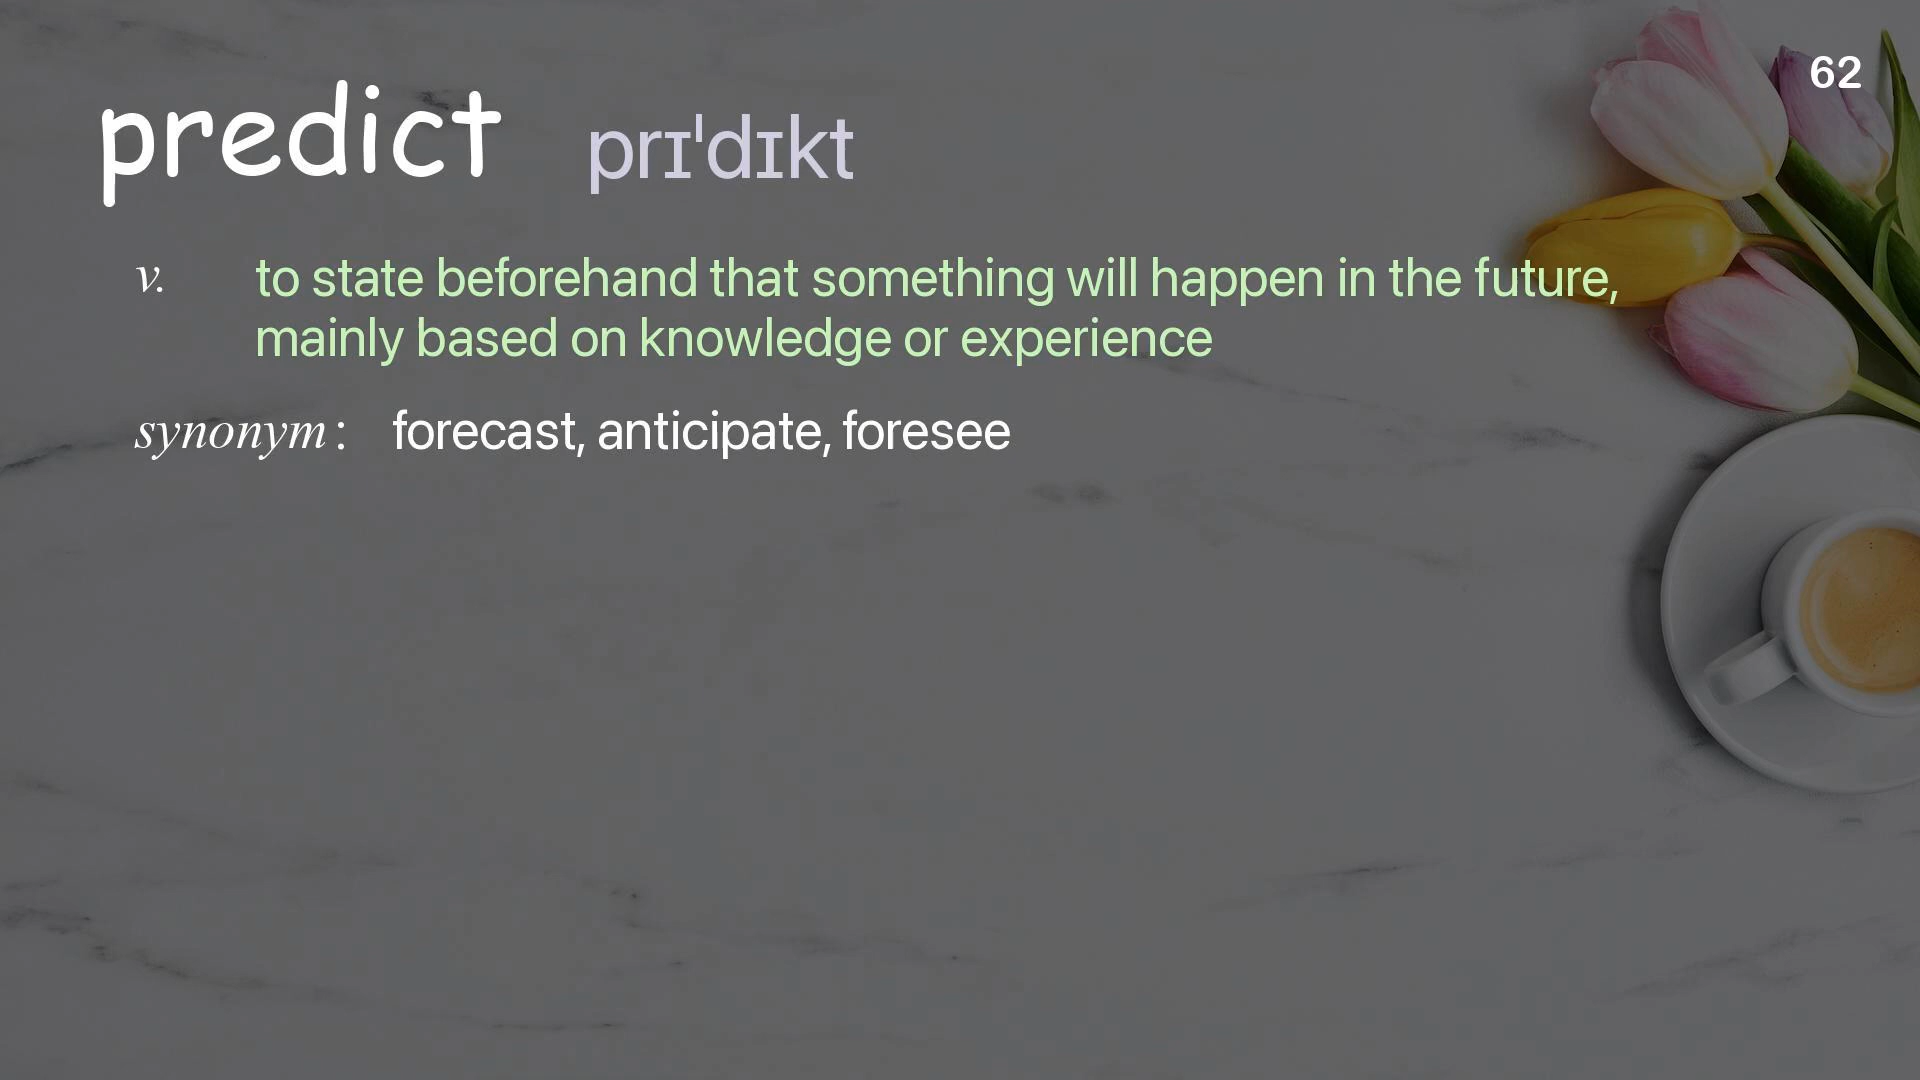 62
predict prɪˈdɪkt
v. to state beforehand that something will happen in the future,
mainly based on knowledge or experience
synonym : forecast, anticipate, foresee